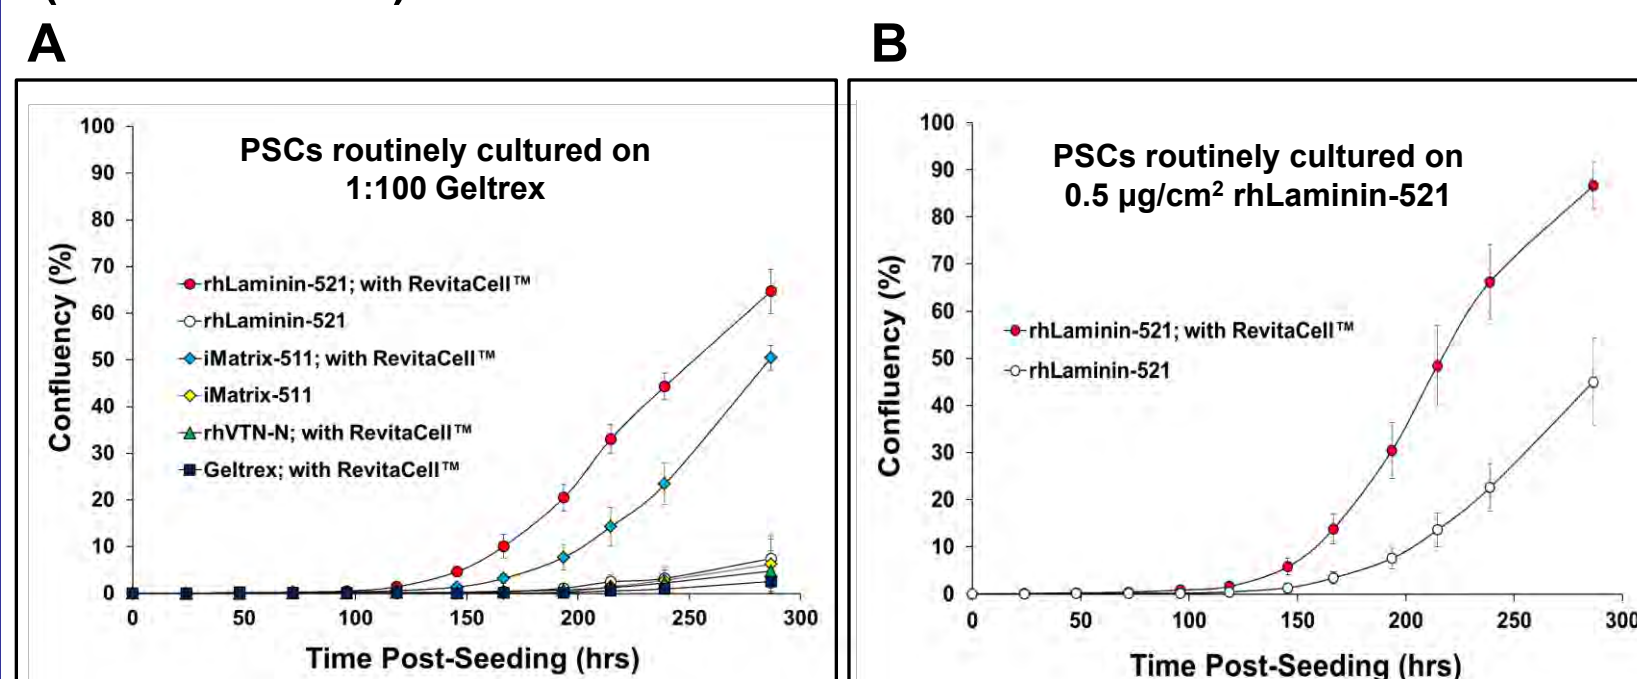 A
PSCs routinely cultured on
1:100 Geltrex
Confluency (%)
100
90
80
70
60
50
40
30
20
10
0
rhLaminin-521; with RevitaCell™
rhLaminin-521
iMatrix-511; with RevitaCell™
iMatrix-511
rhVTN-N; with RevitaCell™
Geltrex; with RevitaCell™
0 50 100 150 200 250 300
Time Post-Seeding (hrs)
B
PSCs routinely cultured on
0.5 µg/cm² rhLaminin-521
Confluency (%)
100
90
80
70
60
50
40
30
20
10
0
rhLaminin-521; with RevitaCell™
rhLaminin-521
0 50 100 150 200 250 300
Time Post-Seeding (hrs)